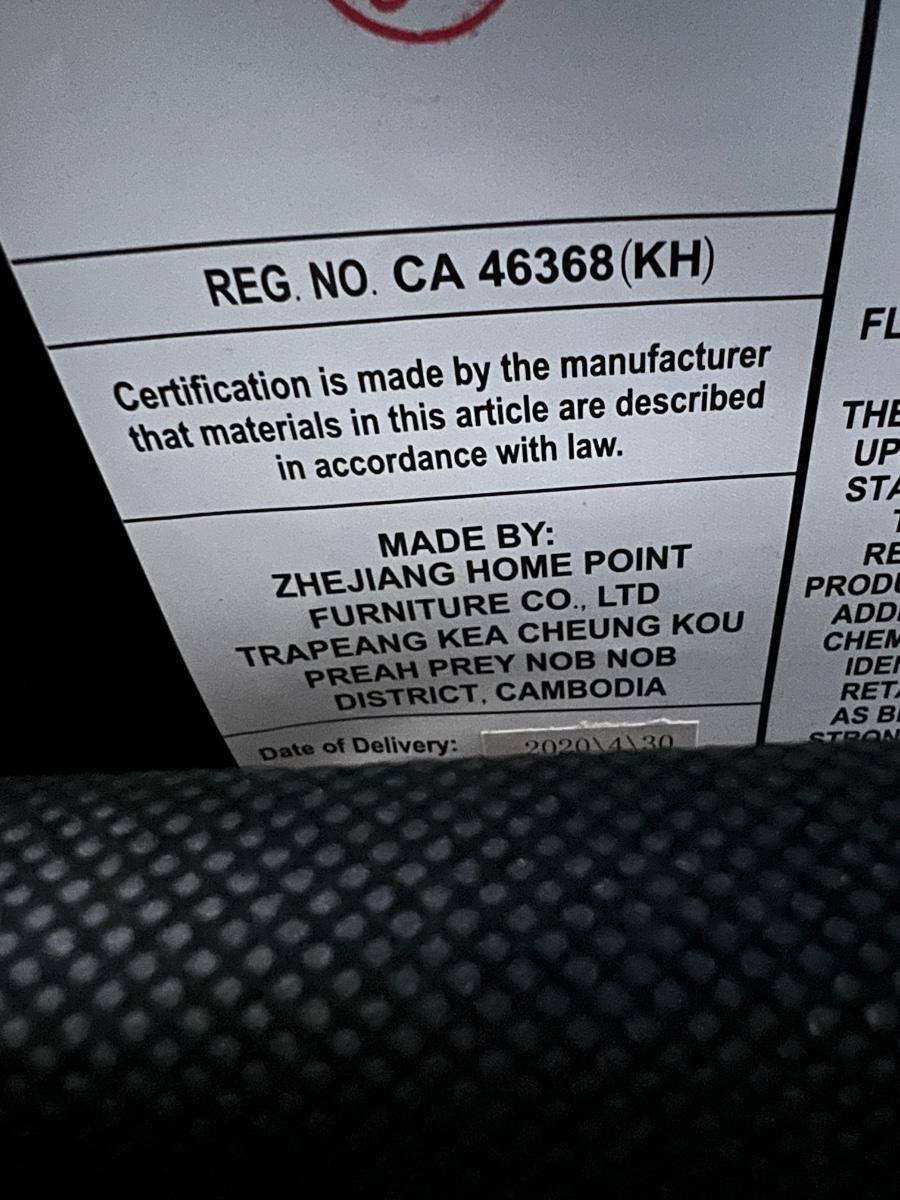 REG. NO. CA 46368(KH)
Certification is made by the manufacturer
that materials in this article are described
in accordance with law.
MADE BY:
ZHEJIANG HOME POINT
FURNITURE CO., LTD
TRAPEANG KEA CHEUNG KOU
PREAH PREY NOB NOB
DISTRICT, CAMBODIA
Date of Delivery: 2020\4\30
FL
THE
UP
STA
T
RE
PRODU
ADD
CHEM
IDE
RETA
AS B
STRON